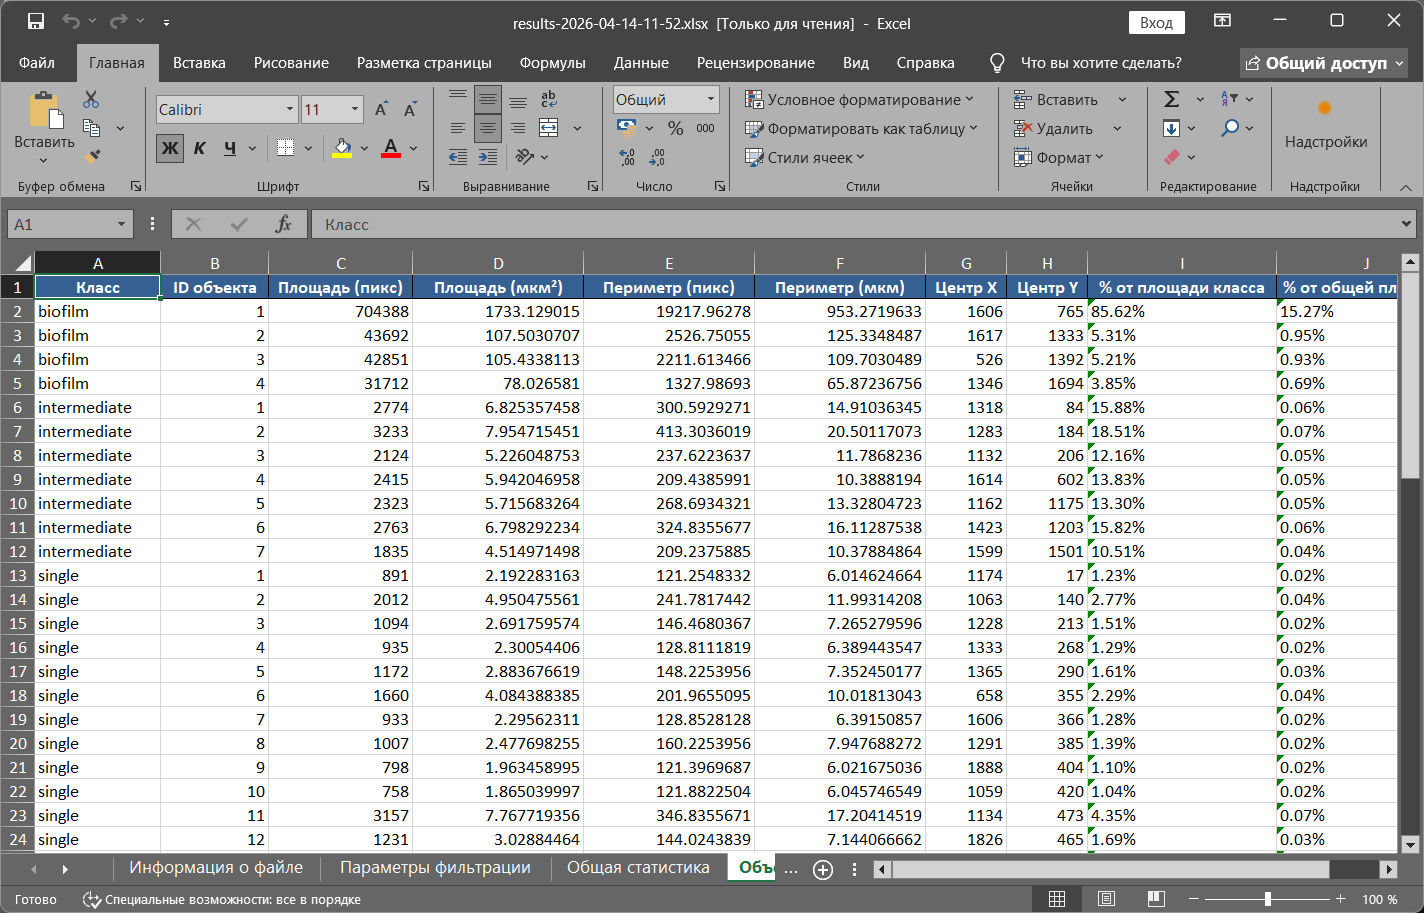 results-2026-04-14-11-52.xlsx [Только для чтения] - Excel
Вход
Файл Главная Вставка Рисование Разметка страницы Формулы Данные Рецензирование Вид Справка Что вы хотите сделать? Общий доступ
Вставить
Calibri 11
Ж К Ч А
Общий
% 000
Условное форматирование
Форматировать как таблицу
Стили ячеек
Вставить
Удалить
Формат
Надстройки
Буфер обмена Шрифт Выравнивание Число Стили Ячейки Редактирование Надстройки
A1 fx Класс
A B C D E F G H I J
1 Класс ID объекта Площадь (пикс) Площадь (мкм²) Периметр (пикс) Периметр (мкм) Центр X Центр Y % от площади класса % от общей пл
2 biofilm 1 704388 1733.129015 19217.96278 953.2719633 1606 765 85.62% 15.27%
3 biofilm 2 43692 107.5030707 2526.75055 125.3348487 1617 1333 5.31% 0.95%
4 biofilm 3 42851 105.4338113 2211.613466 109.7030489 526 1392 5.21% 0.93%
5 biofilm 4 31712 78.026581 1327.98693 65.87236756 1346 1694 3.85% 0.69%
6 intermediate 1 2774 6.825357458 300.5929271 14.91036345 1318 84 15.88% 0.06%
7 intermediate 2 3233 7.954715451 413.3036019 20.50117073 1283 184 18.51% 0.07%
8 intermediate 3 2124 5.226048753 237.6223637 11.7868236 1132 206 12.16% 0.05%
9 intermediate 4 2415 5.942046958 209.4385991 10.3888194 1614 602 13.83% 0.05%
10 intermediate 5 2323 5.715683264 268.6934321 13.32804723 1162 1175 13.30% 0.05%
11 intermediate 6 2763 6.798292234 324.8355677 16.11287538 1423 1203 15.82% 0.06%
12 intermediate 7 1835 4.514971498 209.2375885 10.37884864 1599 1501 10.51% 0.04%
13 single 1 891 2.192283163 121.2548332 6.014624664 1174 17 1.23% 0.02%
14 single 2 2012 4.950475561 241.7817442 11.99314208 1063 140 2.77% 0.04%
15 single 3 1094 2.691759574 146.4680367 7.265279596 1228 213 1.51% 0.02%
16 single 4 935 2.30054406 128.8111819 6.389443547 1333 268 1.29% 0.02%
17 single 5 1172 2.883676619 148.2253956 7.352450177 1365 290 1.61% 0.03%
18 single 6 1660 4.084388385 201.9655095 10.01813043 658 355 2.29% 0.04%
19 single 7 933 2.29562311 128.8528128 6.39150857 1606 366 1.28% 0.02%
20 single 8 1007 2.477698255 160.2253956 7.947688272 1291 385 1.39% 0.02%
21 single 9 798 1.963458995 121.3969687 6.021675036 1888 404 1.10% 0.02%
22 single 10 758 1.865039997 121.8822504 6.045746549 1059 420 1.04% 0.02%
23 single 11 3157 7.767719356 346.8355671 17.20414519 1134 473 4.35% 0.07%
24 single 12 1231 3.02884464 144.0243839 7.144066662 1826 465 1.69% 0.03%
Информация о файле Параметры фильтрации Общая статистика Объе ...
Готово Специальные возможности: все в порядке 100 %